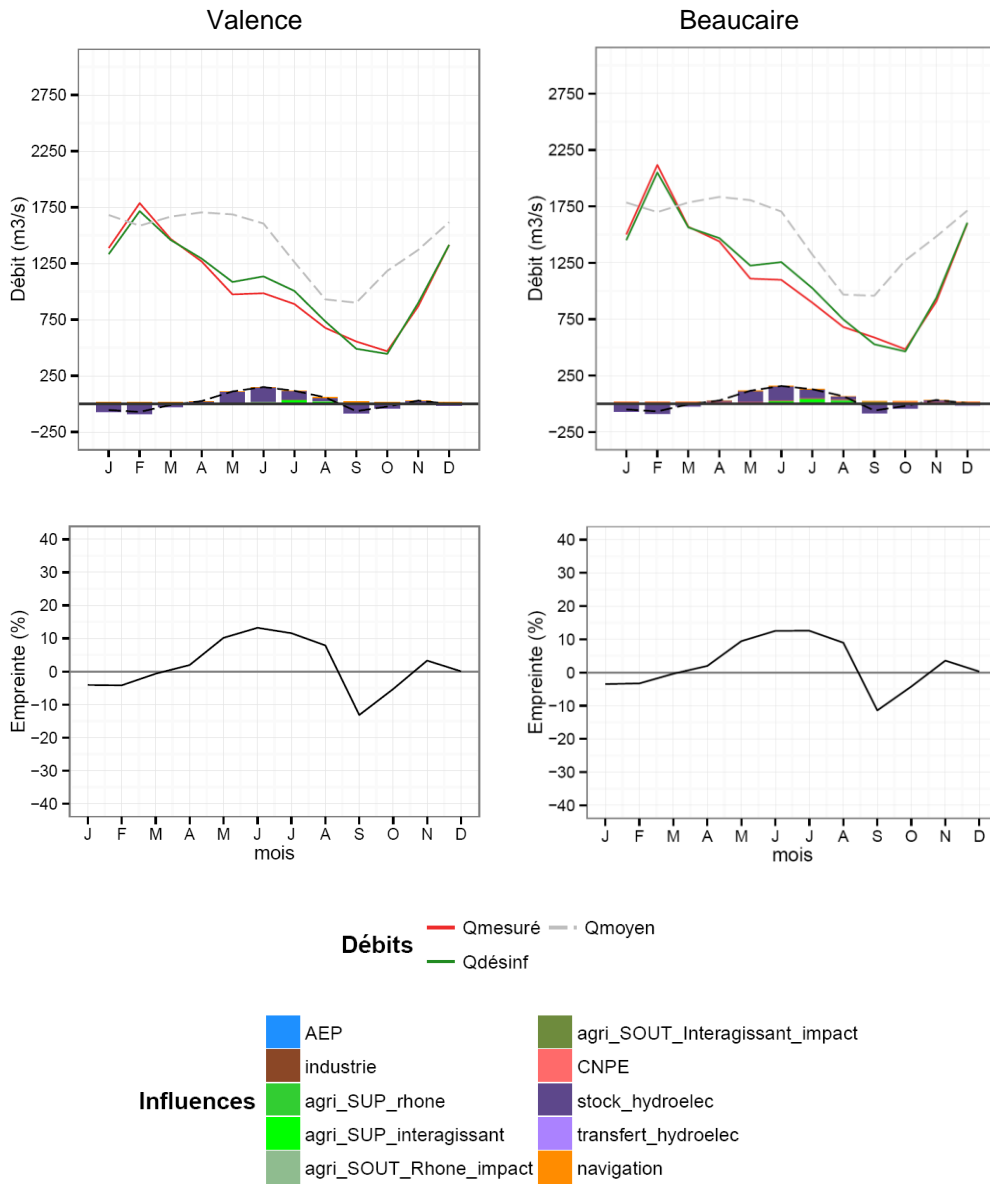 Valence
Beaucaire
Débit (m3/s)
2750
2250
1750
1250
750
250
−250
J F M A M J J A S O N D
Débit (m3/s)
2750
2250
1750
1250
750
250
−250
J F M A M J J A S O N D
Empreinte (%)
40
30
20
10
0
−10
−20
−30
−40
J F M A M J J A S O N D
mois
Empreinte (%)
40
30
20
10
0
−10
−20
−30
−40
J F M A M J J A S O N D
mois
Débits
Qmesuré
Qmoyen
Qdésinf
Influences
AEP
industrie
agri_SUP_rhone
agri_SUP_interagissant
agri_SOUT_Rhone_impact
agri_SOUT_Interagissant_impact
CNPE
stock_hydroelec
transfert_hydroelec
navigation